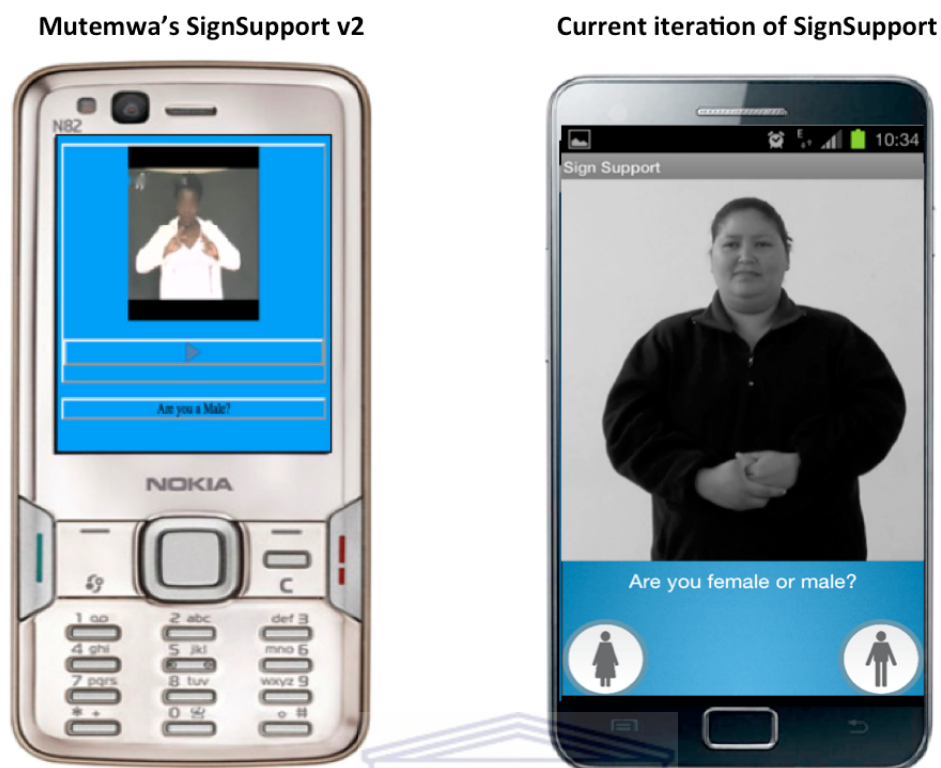 Mutemwa's SignSupport v2
Current iteration of SignSupport
N82
Are you a Male?
NOKIA
C
1
2 abc
def 3
4 ghi
5 jkl
mno 6
7 pqrs
8 tuv
wxyz 9
* +
0
#
E
10:34
Sign Support
Are you female or male?